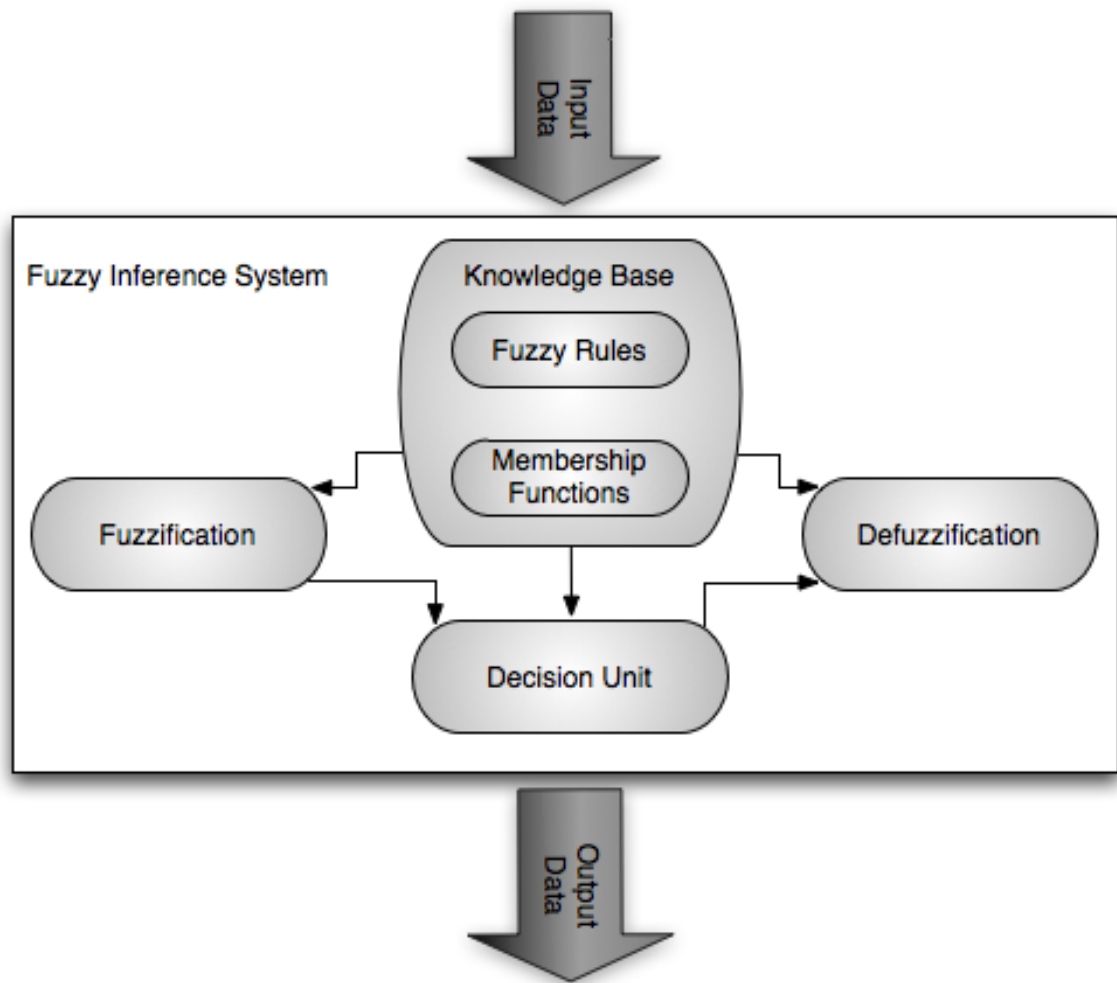 Input
Data
Fuzzy Inference System
Knowledge Base
Fuzzy Rules
Membership
Functions
Fuzzification
Defuzzification
Decision Unit
Output
Data